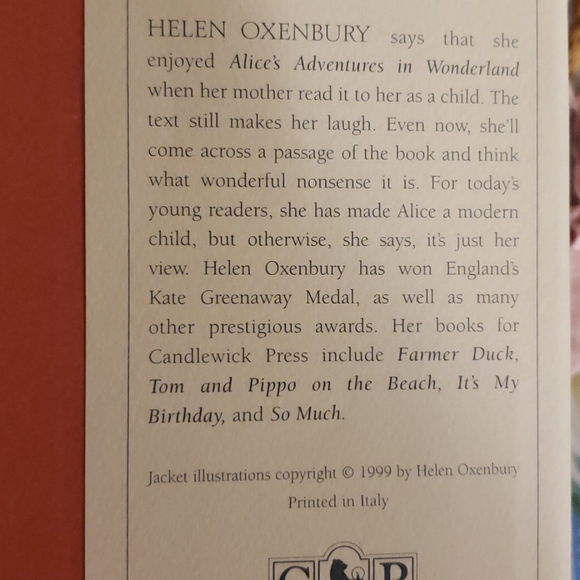 HELEN OXENBURY says that she
enjoyed Alice's Adventures in Wonderland
when her mother read it to her as a child. The
text still makes her laugh. Even now, she'll
come across a passage of the book and think
what wonderful nonsense it is. For today's
young readers, she has made Alice a modern
child, but otherwise, she says, it's just her
view. Helen Oxenbury has won England's
Kate Greenaway Medal, as well as many
other prestigious awards. Her books for
Candlewick Press include Farmer Duck,
Tom and Pippo on the Beach, It's My
Birthday, and So Much.
Jacket illustrations copyright © 1999 by Helen Oxenbury
Printed in Italy
C P